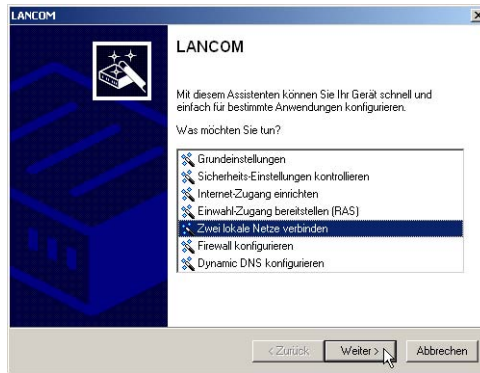 LANCOM
LANCOM
Mit diesem Assistenten können Sie Ihr Gerät schnell und
einfach für bestimmte Anwendungen konfigurieren.
Was möchten Sie tun?
Grundeinstellungen
Sicherheits-Einstellungen kontrollieren
Internet-Zugang einrichten
Einwahl-Zugang bereitstellen (RAS)
Zwei lokale Netze verbinden
Firewall konfigurieren
Dynamic DNS konfigurieren
< Zurück Weiter > Abbrechen